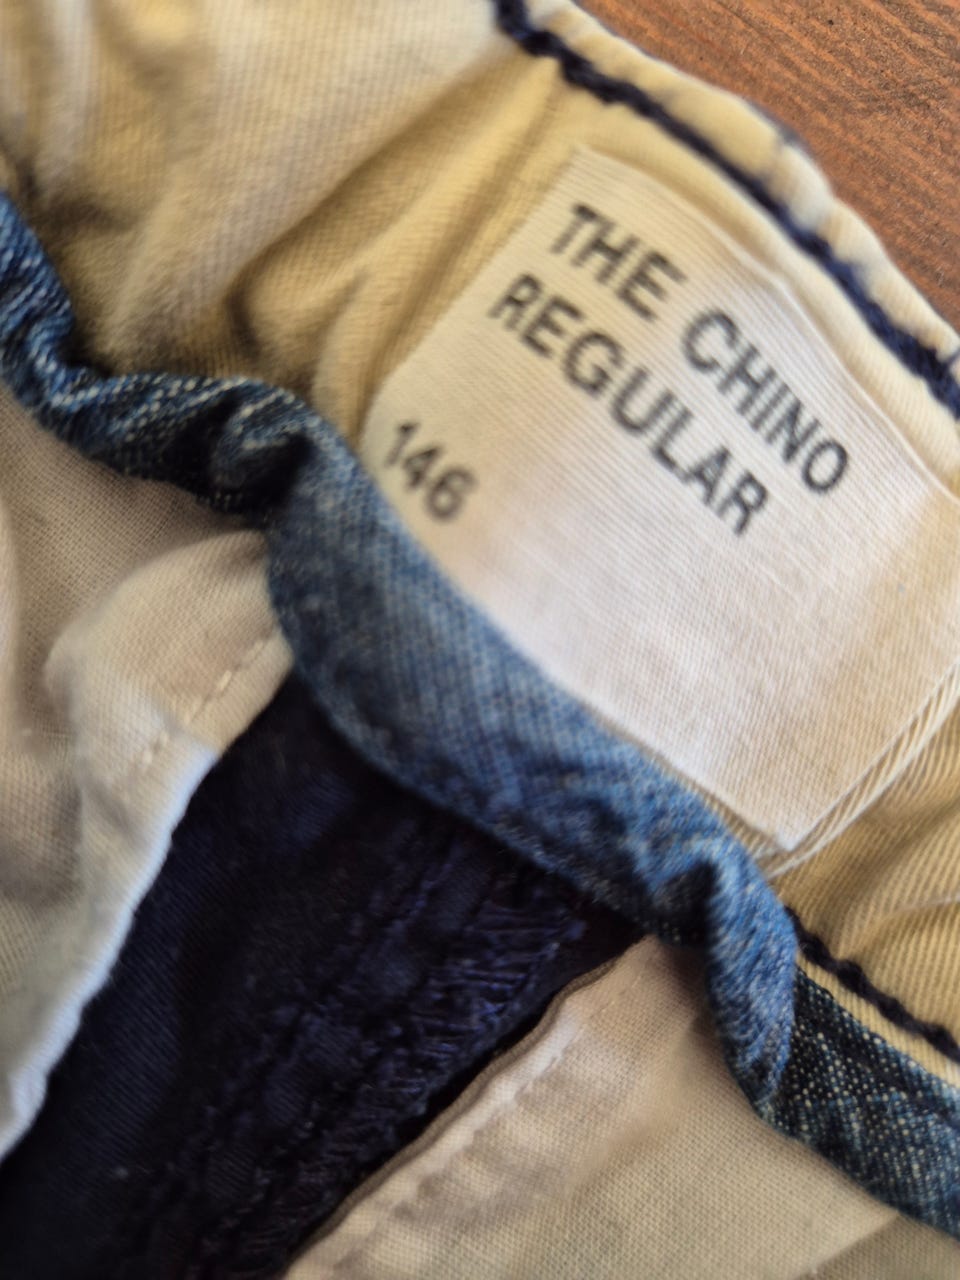 THE CHINO
REGULAR
146